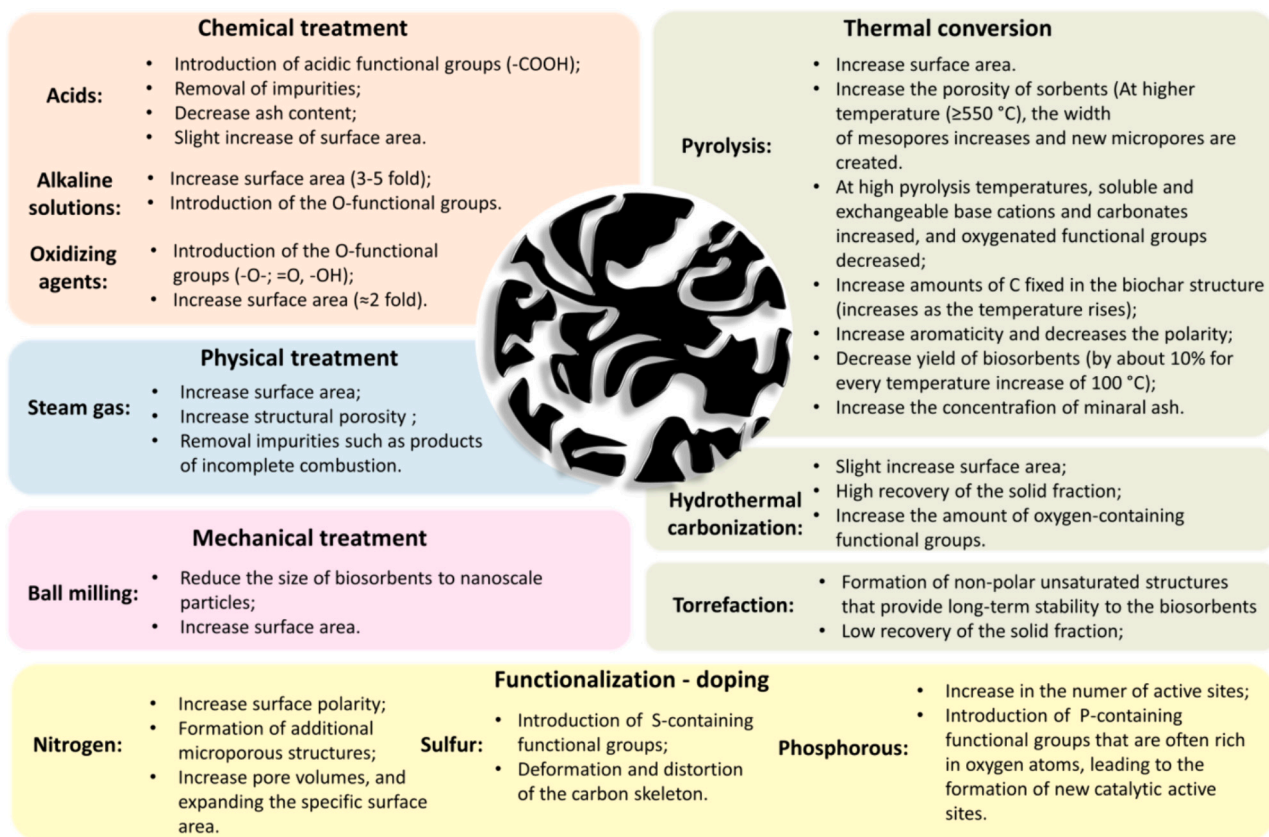 Chemical treatment
Acids:
• Introduction of acidic functional groups (-COOH);
• Removal of impurities;
• Decrease ash content;
• Slight increase of surface area.
Alkaline
solutions:
• Increase surface area (3-5 fold);
• Introduction of the O-functional groups.
Oxidizing
agents:
• Introduction of the O-functional
groups (-O-; =O, -OH);
• Increase surface area (≈2 fold).
Physical treatment
Steam gas:
• Increase surface area;
• Increase structural porosity ;
• Removal impurities such as products
of incomplete combustion.
Mechanical treatment
Ball milling:
• Reduce the size of biosorbents to nanoscale
particles;
• Increase surface area.
Thermal conversion
Pyrolysis:
• Increase surface area.
• Increase the porosity of sorbents (At higher
temperature (≥550 °C), the width
of mesopores increases and new micropores are
created.
• At high pyrolysis temperatures, soluble and
exchangeable base cations and carbonates
increased, and oxygenated functional groups
decreased;
• Increase amounts of C fixed in the biochar structure
(increases as the temperature rises);
• Increase aromaticity and decreases the polarity;
• Decrease yield of biosorbents (by about 10% for
every temperature increase of 100 °C);
• Increase the concentration of minaral ash.
Hydrothermal
carbonization:
• Slight increase surface area;
• High recovery of the solid fraction;
• Increase the amount of oxygen-containing
functional groups.
Torrefaction:
• Formation of non-polar unsaturated structures
that provide long-term stability to the biosorbents
• Low recovery of the solid fraction;
Functionalization - doping
Nitrogen:
• Increase surface polarity;
• Formation of additional
microporous structures;
• Increase pore volumes, and
expanding the specific surface
area.
Sulfur:
• Introduction of S-containing
functional groups;
• Deformation and distortion
of the carbon skeleton.
Phosphorous:
• Increase in the numer of active sites;
• Introduction of P-containing
functional groups that are often rich
in oxygen atoms, leading to the
formation of new catalytic active
sites.